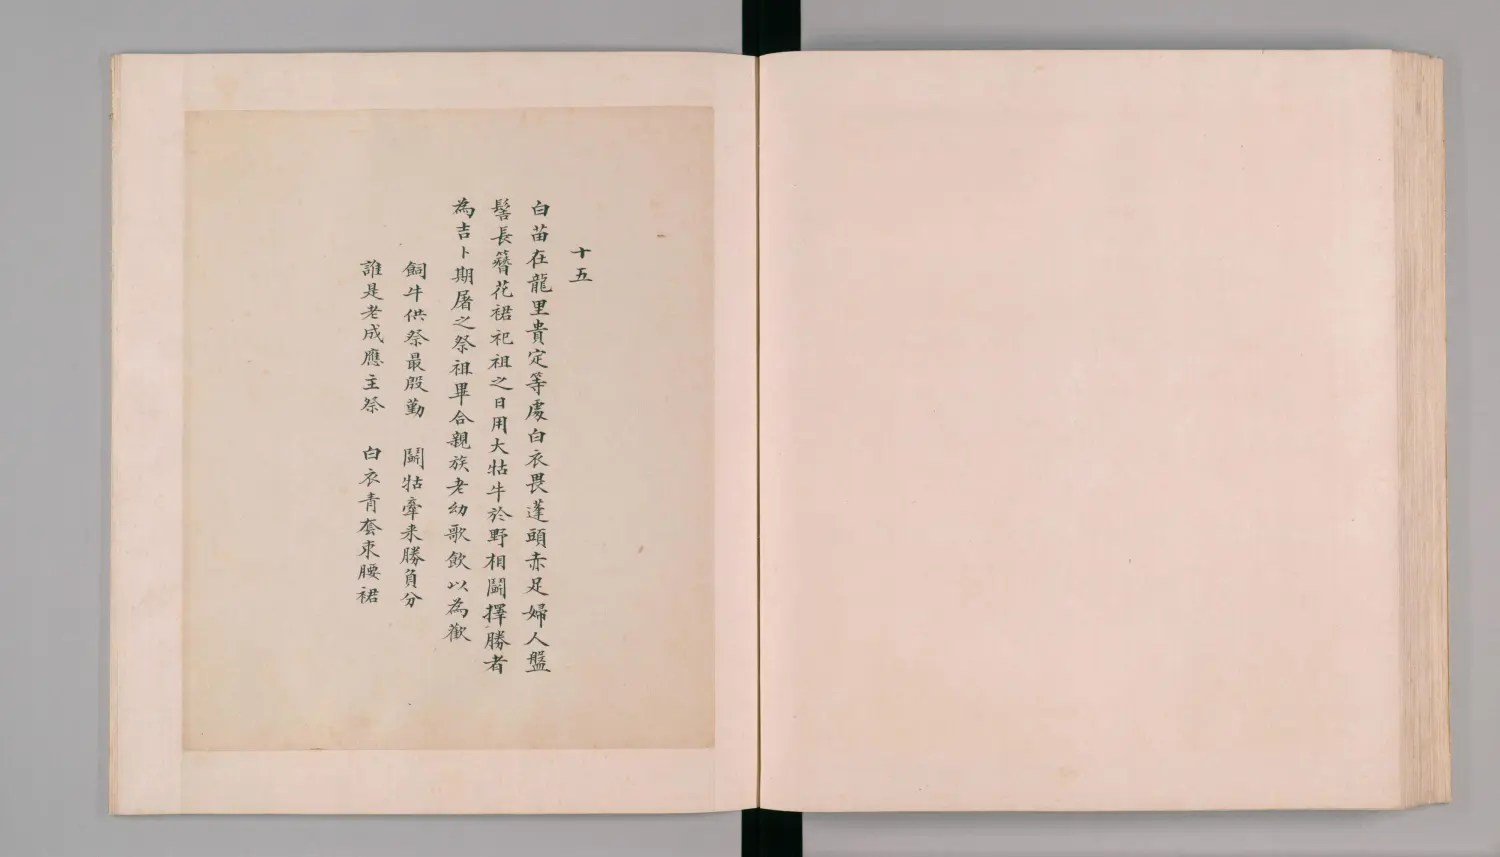 十五
白苗在龍里貴定等處白衣畏蓬頭赤足婦人盤
髻長簪花裙祀祖之日用大牯牛於野相鬭擇勝者
為吉卜期屠之祭祖畢合親族老幼歌飲以為歡
飼牛供祭最殷勤　鬭牯牽来勝負分
誰是老成應主祭　白衣青套束腰裙